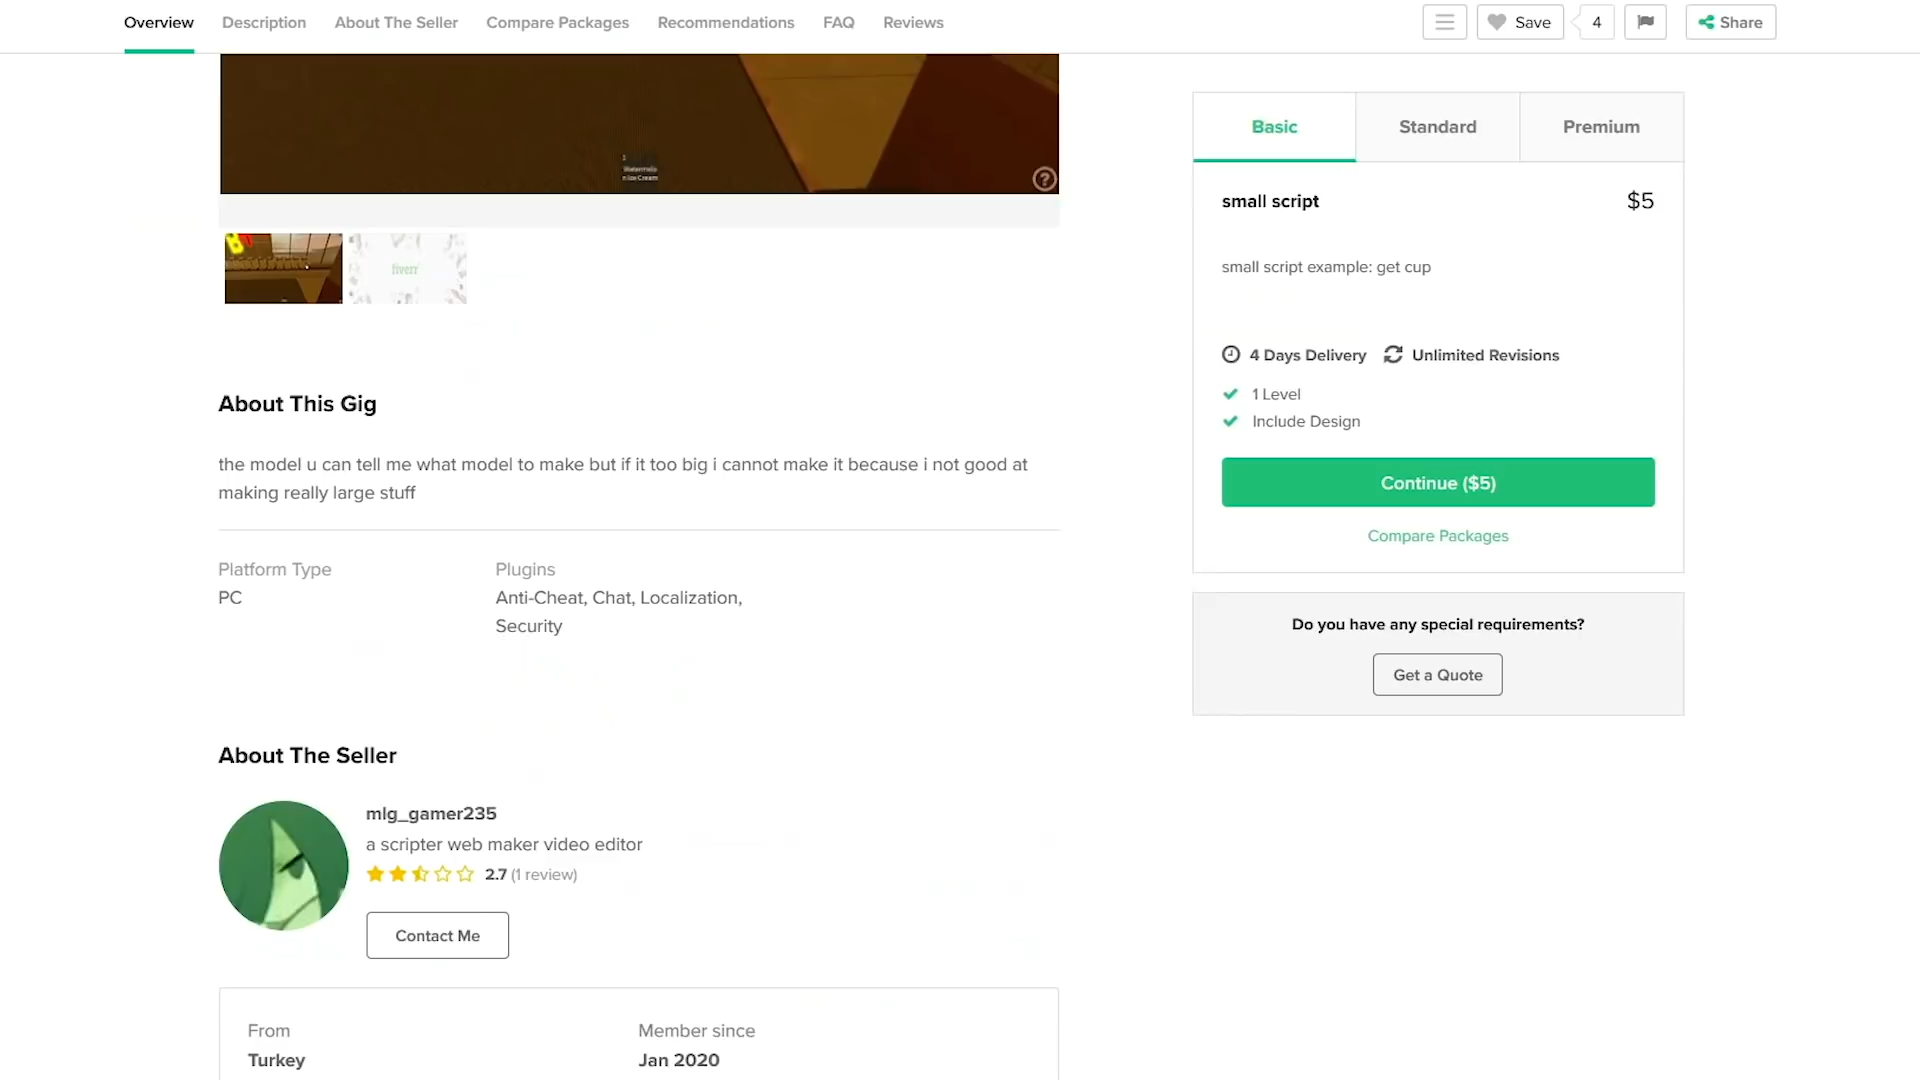 Overview Description About The Seller Compare Packages Recommendations FAQ Reviews
Save 4 Share
1
Watermelo
n Ice Cream
?
fiverr
About This Gig
the model u can tell me what model to make but if it too big i cannot make it because i not good at
making really large stuff
Platform Type
PC
Plugins
Anti-Cheat, Chat, Localization,
Security
About The Seller
mlg_gamer235
a scripter web maker video editor
2.7 (1 review)
Contact Me
From
Turkey
Member since
Jan 2020
Basic Standard Premium
small script $5
small script example: get cup
4 Days Delivery Unlimited Revisions
1 Level
Include Design
Continue ($5)
Compare Packages
Do you have any special requirements?
Get a Quote